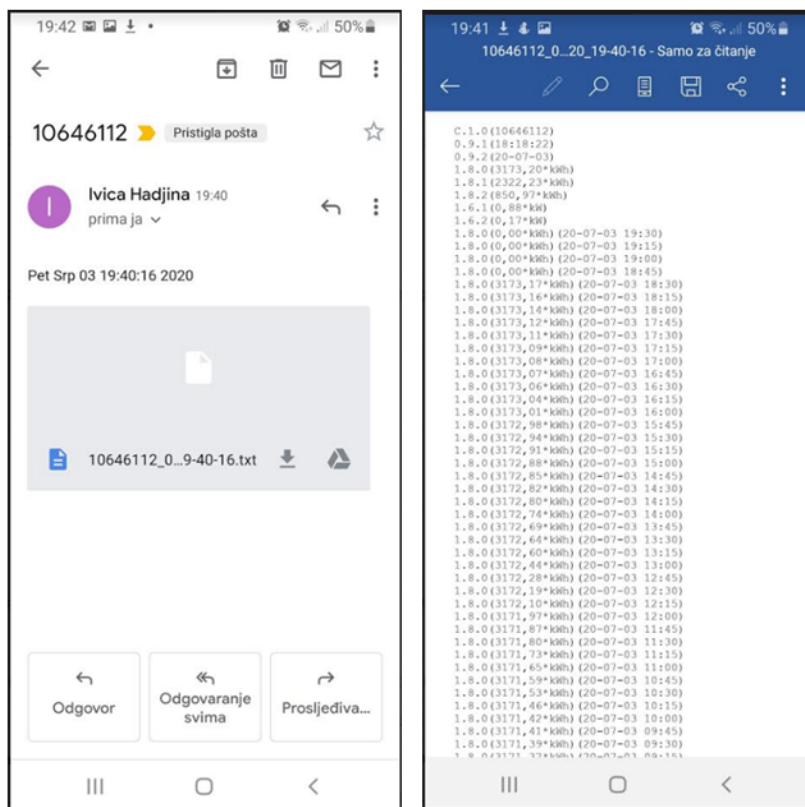 19:42 50%
10646112 Pristigla pošta
Ivica Hadjina 19:40
prima ja
Pet Srp 03 19:40:16 2020
10646112_0...9-40-16.txt
Odgovor
Odgovaranje
svima
Prosljeđiva...
19:41 50%
10646112_0...20_19-40-16 - Samo za čitanje
C.1.0(10646112)
0.9.1(18:18:22)
0.9.2(20-07-03)
1.8.0(3173,20*kWh)
1.8.1(2322,23*kWh)
1.8.2(850,97*kWh)
1.6.1(0,88*kW)
1.6.2(0,17*kW)
1.8.0(0,00*kWh)(20-07-03 19:30)
1.8.0(0,00*kWh)(20-07-03 19:15)
1.8.0(0,00*kWh)(20-07-03 19:00)
1.8.0(0,00*kWh)(20-07-03 18:45)
1.8.0(3173,17*kWh)(20-07-03 18:30)
1.8.0(3173,16*kWh)(20-07-03 18:15)
1.8.0(3173,14*kWh)(20-07-03 18:00)
1.8.0(3173,12*kWh)(20-07-03 17:45)
1.8.0(3173,11*kWh)(20-07-03 17:30)
1.8.0(3173,09*kWh)(20-07-03 17:15)
1.8.0(3173,08*kWh)(20-07-03 17:00)
1.8.0(3173,07*kWh)(20-07-03 16:45)
1.8.0(3173,06*kWh)(20-07-03 16:30)
1.8.0(3173,04*kWh)(20-07-03 16:15)
1.8.0(3173,01*kWh)(20-07-03 16:00)
1.8.0(3172,98*kWh)(20-07-03 15:45)
1.8.0(3172,94*kWh)(20-07-03 15:30)
1.8.0(3172,91*kWh)(20-07-03 15:15)
1.8.0(3172,88*kWh)(20-07-03 15:00)
1.8.0(3172,85*kWh)(20-07-03 14:45)
1.8.0(3172,82*kWh)(20-07-03 14:30)
1.8.0(3172,80*kWh)(20-07-03 14:15)
1.8.0(3172,74*kWh)(20-07-03 14:00)
1.8.0(3172,69*kWh)(20-07-03 13:45)
1.8.0(3172,64*kWh)(20-07-03 13:30)
1.8.0(3172,60*kWh)(20-07-03 13:15)
1.8.0(3172,44*kWh)(20-07-03 13:00)
1.8.0(3172,28*kWh)(20-07-03 12:45)
1.8.0(3172,19*kWh)(20-07-03 12:30)
1.8.0(3172,10*kWh)(20-07-03 12:15)
1.8.0(3171,97*kWh)(20-07-03 12:00)
1.8.0(3171,87*kWh)(20-07-03 11:45)
1.8.0(3171,80*kWh)(20-07-03 11:30)
1.8.0(3171,73*kWh)(20-07-03 11:15)
1.8.0(3171,65*kWh)(20-07-03 11:00)
1.8.0(3171,59*kWh)(20-07-03 10:45)
1.8.0(3171,53*kWh)(20-07-03 10:30)
1.8.0(3171,46*kWh)(20-07-03 10:15)
1.8.0(3171,42*kWh)(20-07-03 10:00)
1.8.0(3171,41*kWh)(20-07-03 09:45)
1.8.0(3171,39*kWh)(20-07-03 09:30)